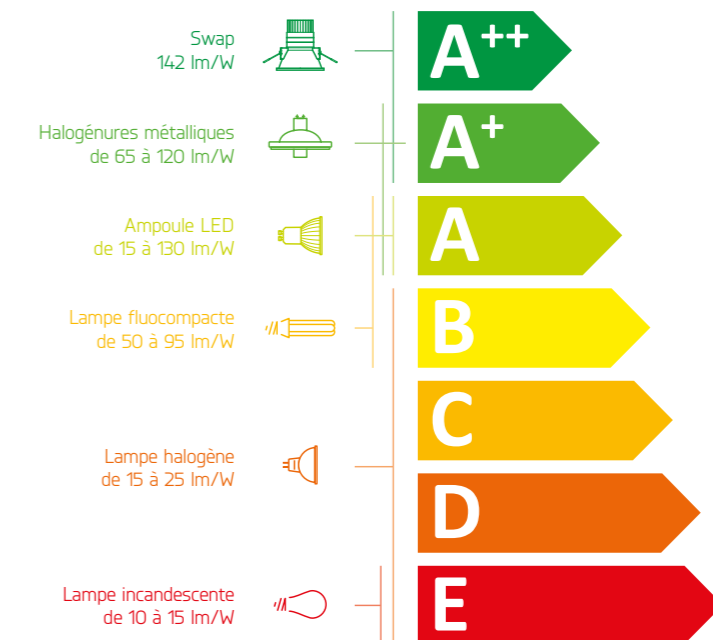 Swap
142 lm/W
A++
Halogénures métalliques
de 65 à 120 lm/W
A+
Ampoule LED
de 15 à 130 lm/W
A
Lampe fluocompacte
de 50 à 95 lm/W
B
C
Lampe halogène
de 15 à 25 lm/W
D
Lampe incandescente
de 10 à 15 lm/W
E